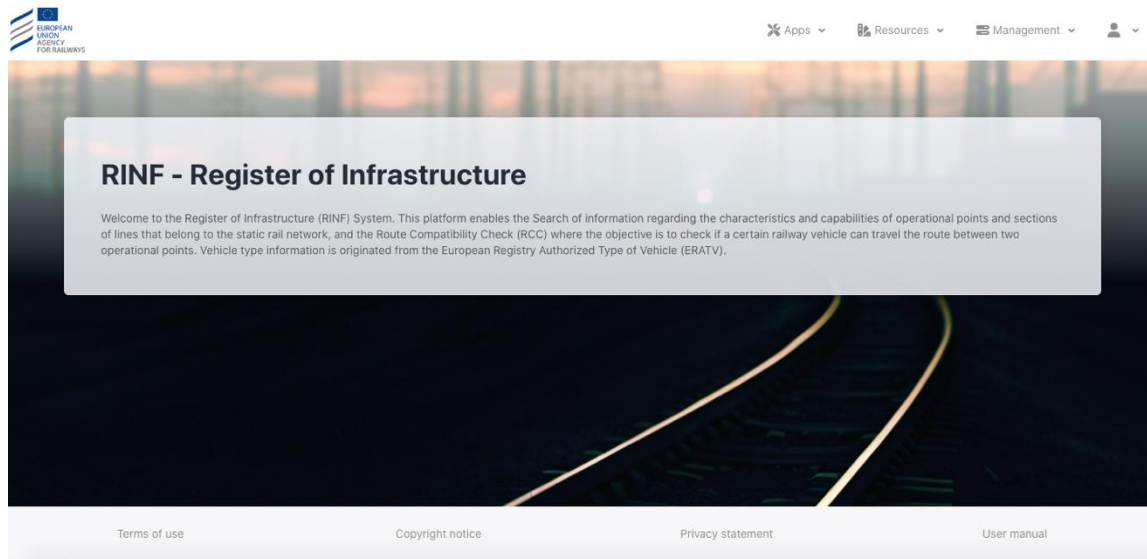 EUROPEAN
UNION
AGENCY
FOR RAILWAYS
Apps
Resources
Management
RINF - Register of Infrastructure
Welcome to the Register of Infrastructure (RINF) System. This platform enables the Search of information regarding the characteristics and capabilities of operational points and sections
of lines that belong to the static rail network, and the Route Compatibility Check (RCC) where the objective is to check if a certain railway vehicle can travel the route between two
operational points. Vehicle type information is originated from the European Registry Authorized Type of Vehicle (ERATV).
Terms of use
Copyright notice
Privacy statement
User manual